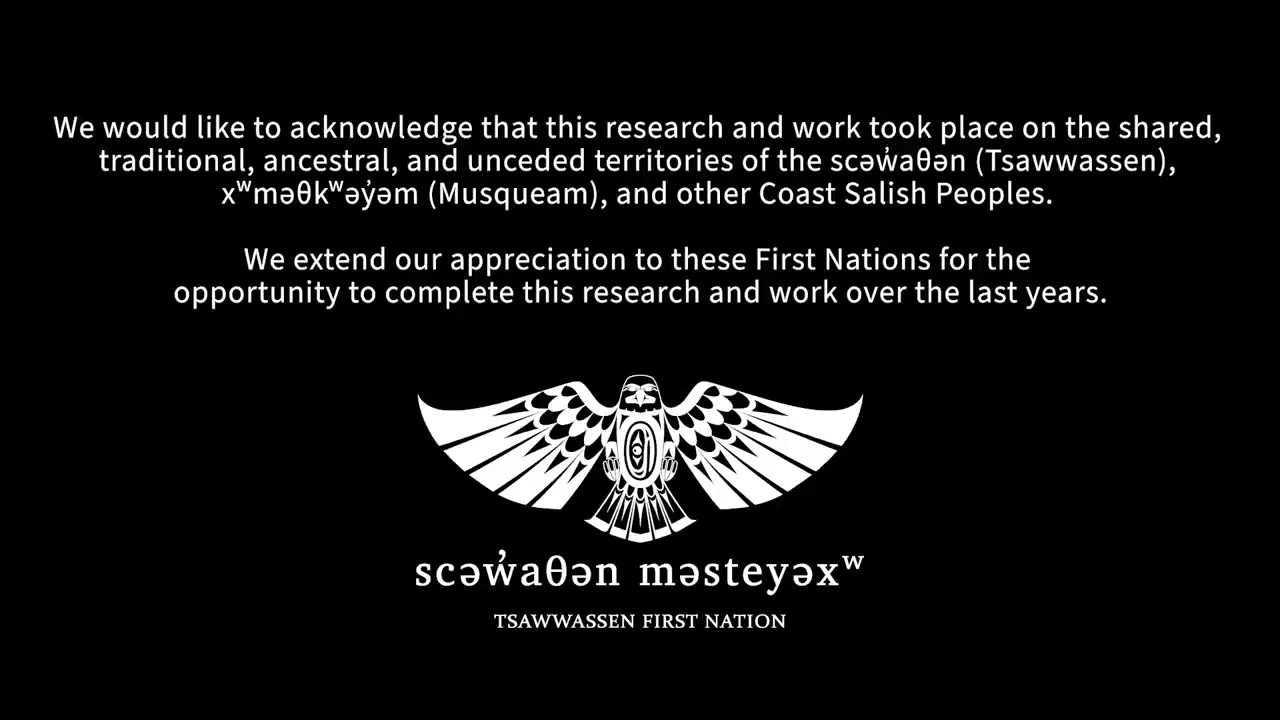 We would like to acknowledge that this research and work took place on the shared,
traditional, ancestral, and unceded territories of the scəw̓aθən (Tsawwassen),
xʷməθkʷəy̓əm (Musqueam), and other Coast Salish Peoples.
We extend our appreciation to these First Nations for the
opportunity to complete this research and work over the last years.
scəw̓aθən məsteyəxʷ
TSAWWASSEN FIRST NATION